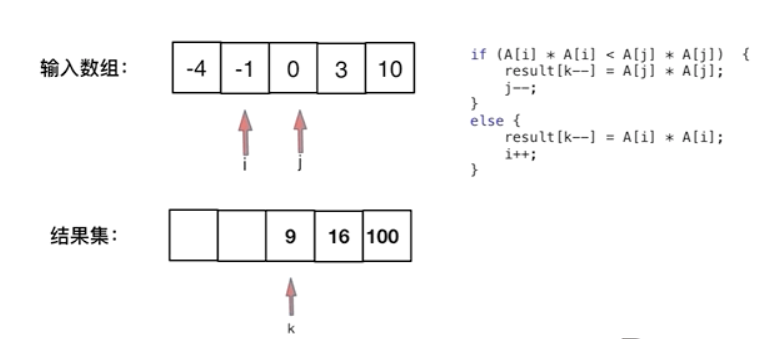 输入数组： -4 -1 0 3 10
i j
结果集： 9 16 100
k
if (A[i] * A[i] < A[j] * A[j]) {
result[k--] = A[j] * A[j];
j--;
}
else {
result[k--] = A[i] * A[i];
i++;
}